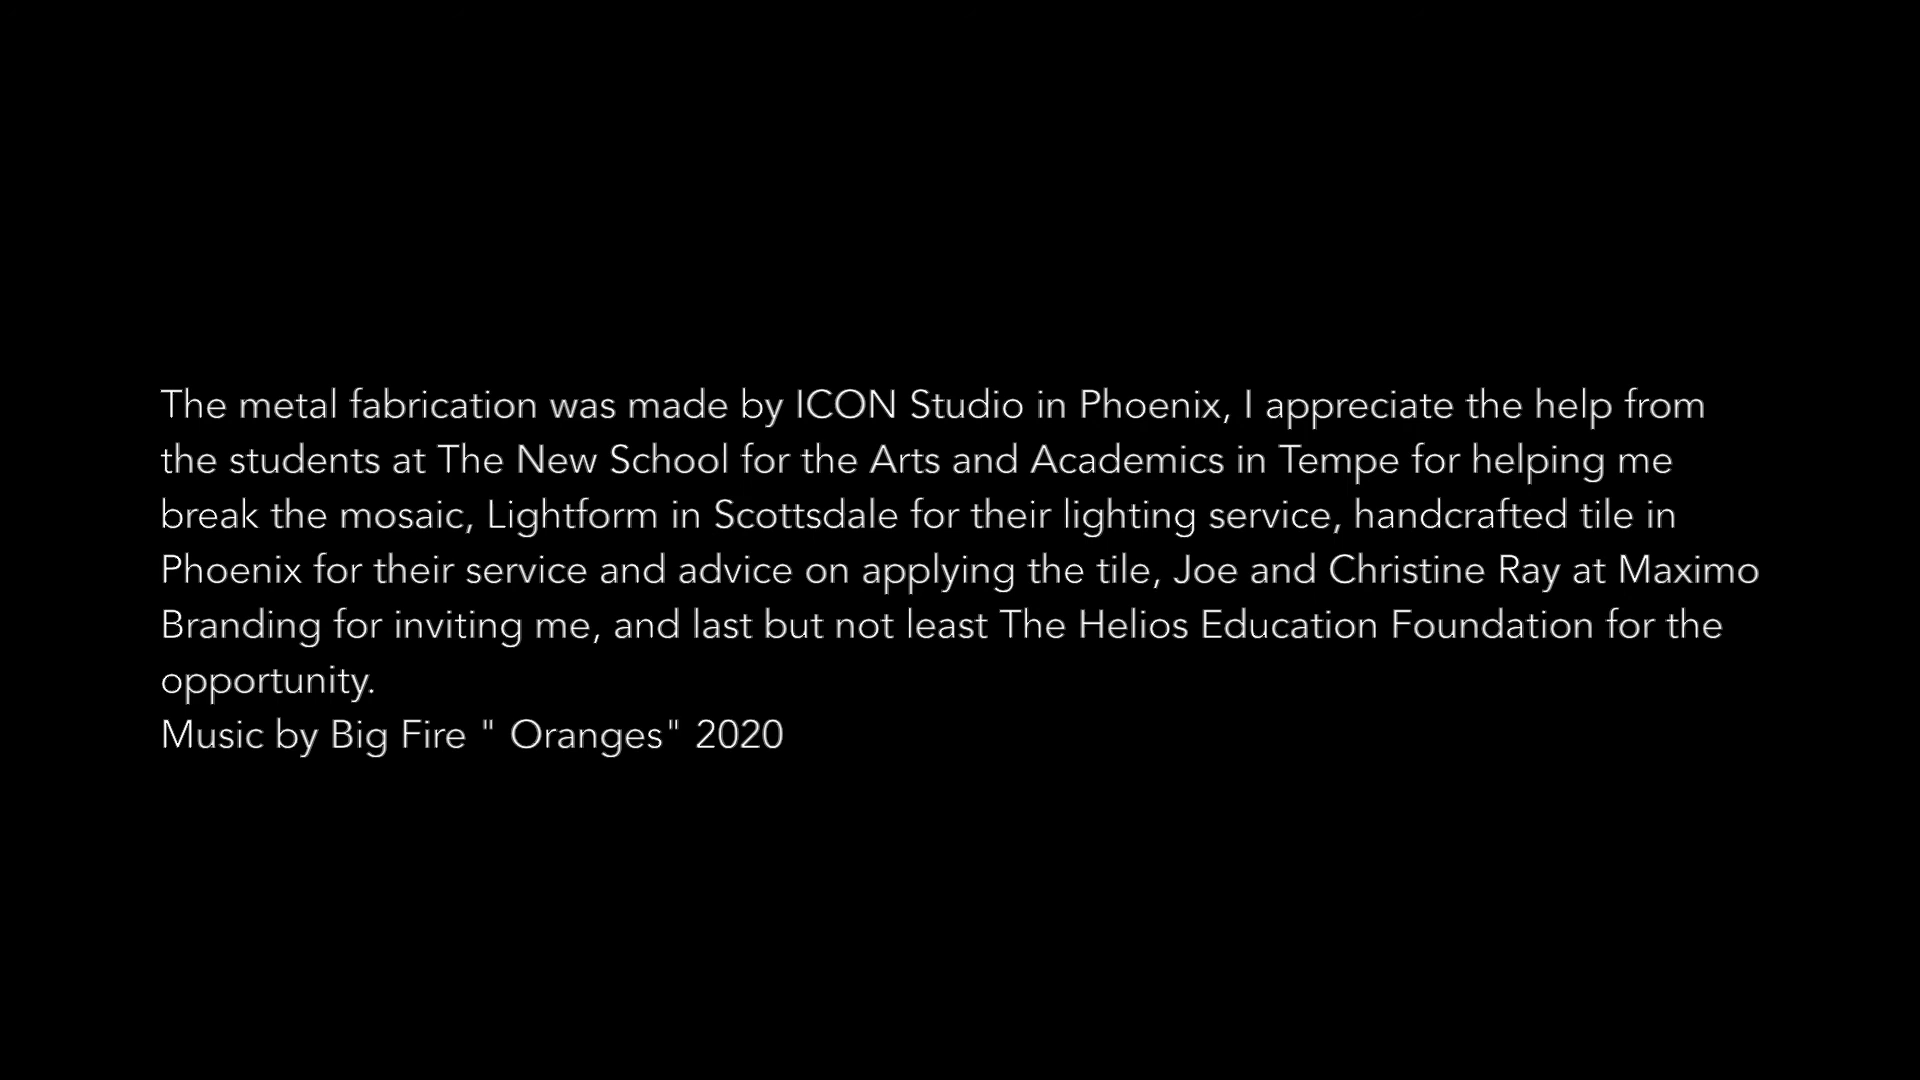 The metal fabrication was made by ICON Studio in Phoenix, I appreciate the help from
the students at The New School for the Arts and Academics in Tempe for helping me
break the mosaic, Lightform in Scottsdale for their lighting service, handcrafted tile in
Phoenix for their service and advice on applying the tile, Joe and Christine Ray at Maximo
Branding for inviting me, and last but not least The Helios Education Foundation for the
opportunity.
Music by Big Fire " Oranges" 2020